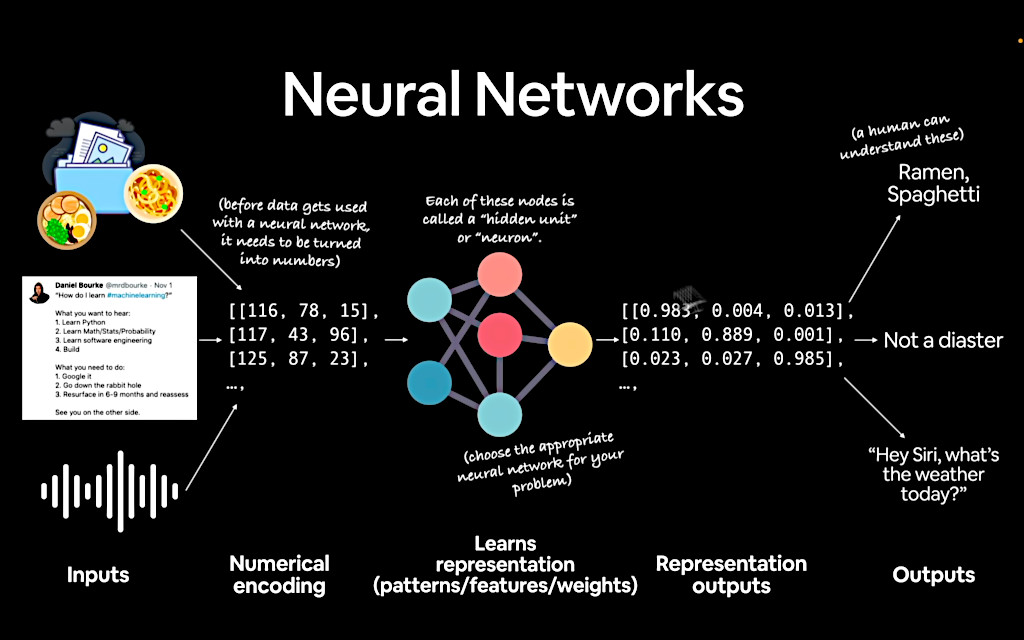 Neural Networks
(a human can
understand these)
Ramen,
Spaghetti
(before data gets used
with a neural network,
it needs to be turned
into numbers)
Each of these nodes is
called a “hidden unit”
or “neuron”.
Daniel Bourke @mrdbourke · Nov 1
"How do I learn #machinelearning?"
What you want to hear:
1. Learn Python
2. Learn Math/Stats/Probability
3. Learn software engineering
4. Build
What you need to do:
1. Google it
2. Go down the rabbit hole
3. Resurface in 6-9 months and reassess
See you on the other side.
[[116, 78, 15],
[117, 43, 96],
[125, 87, 23],
…,
[[0.983, 0.004, 0.013],
[0.110, 0.889, 0.001],
[0.023, 0.027, 0.985],
…,
Not a diaster
(choose the appropriate
neural network for your
problem)
“Hey Siri, what’s
the weather
today?”
Inputs
Numerical
encoding
Learns
representation
(patterns/features/weights)
Representation
outputs
Outputs